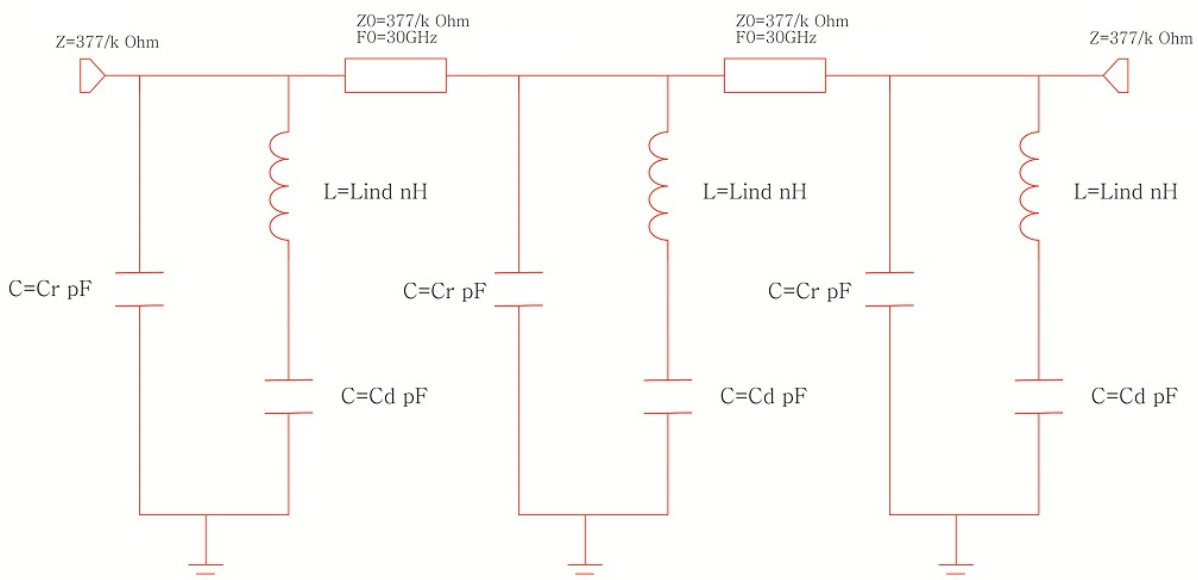 Z=377/k Ohm
Z0=377/k Ohm
F0=30GHz
Z0=377/k Ohm
F0=30GHz
Z=377/k Ohm
L=Lind nH
L=Lind nH
L=Lind nH
C=Cr pF
C=Cr pF
C=Cr pF
C=Cd pF
C=Cd pF
C=Cd pF